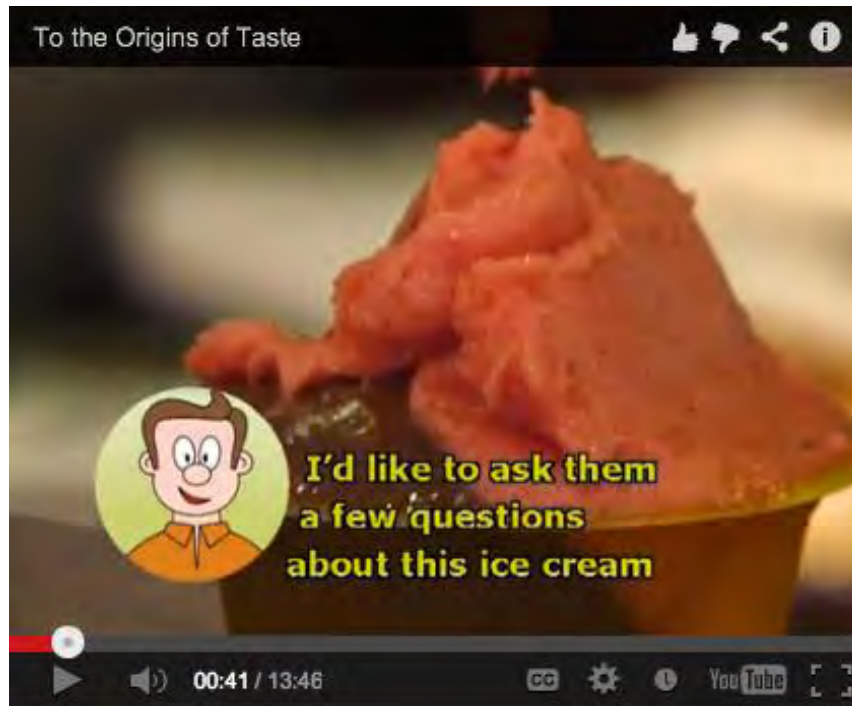 To the Origins of Taste
I'd like to ask them
a few questions
about this ice cream
00:41 / 13:46
CC
YouTube